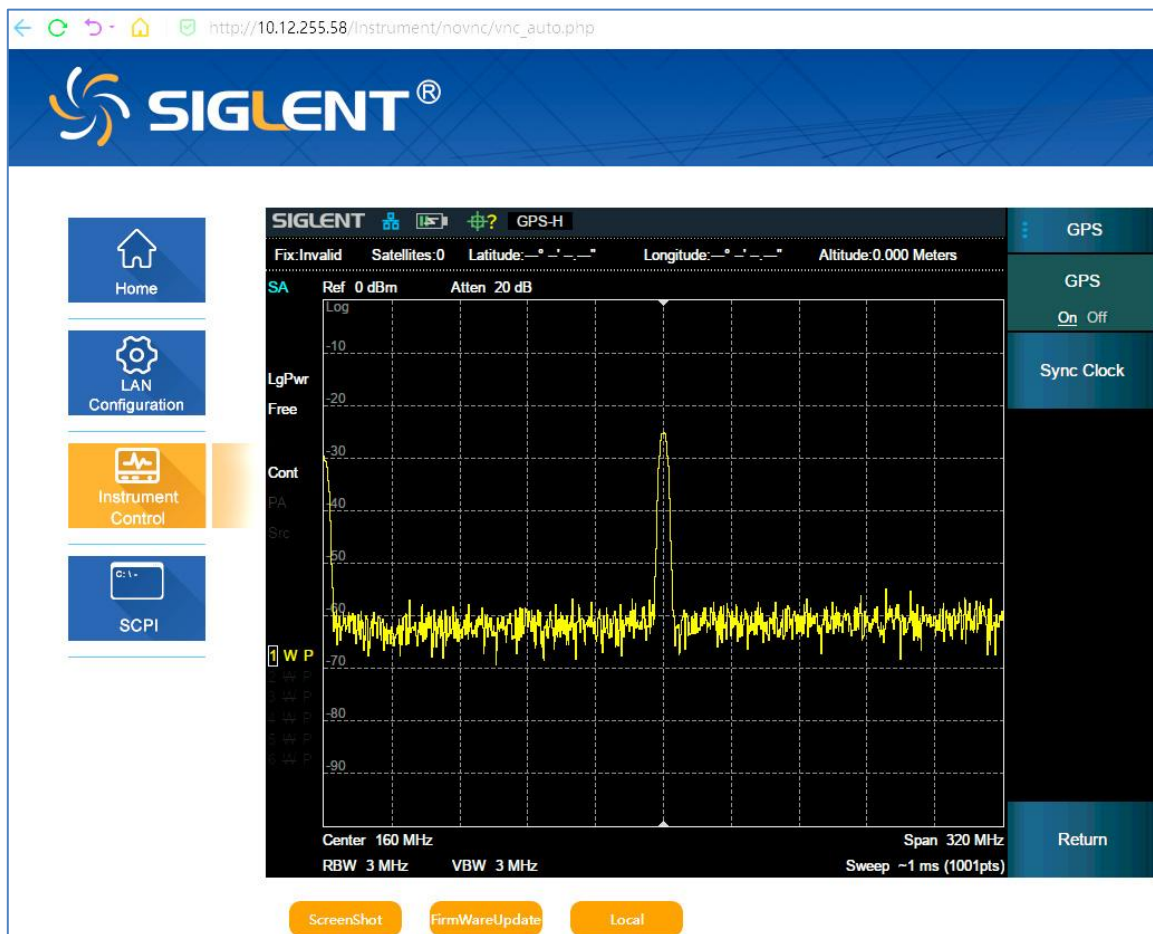 http://10.12.255.58/Instrument/novnc/vnc_auto.php
SIGLENT®
Home
LAN
Configuration
Instrument
Control
C:\-
SCPI
SIGLENT ? GPS-H
Fix:Invalid Satellites:0 Latitude:—° –' –.—" Longitude:—° –' –.—" Altitude:0.000 Meters
SA Ref 0 dBm Atten 20 dB
Log
-10
LgPwr
-20
Free
-30
Cont
PA
-40
Src
-50
-60
1 W P
-70
-80
-90
Center 160 MHz Span 320 MHz
RBW 3 MHz VBW 3 MHz Sweep ~1 ms (1001pts)
GPS
GPS
On Off
Sync Clock
Return
ScreenShot FirmWareUpdate Local